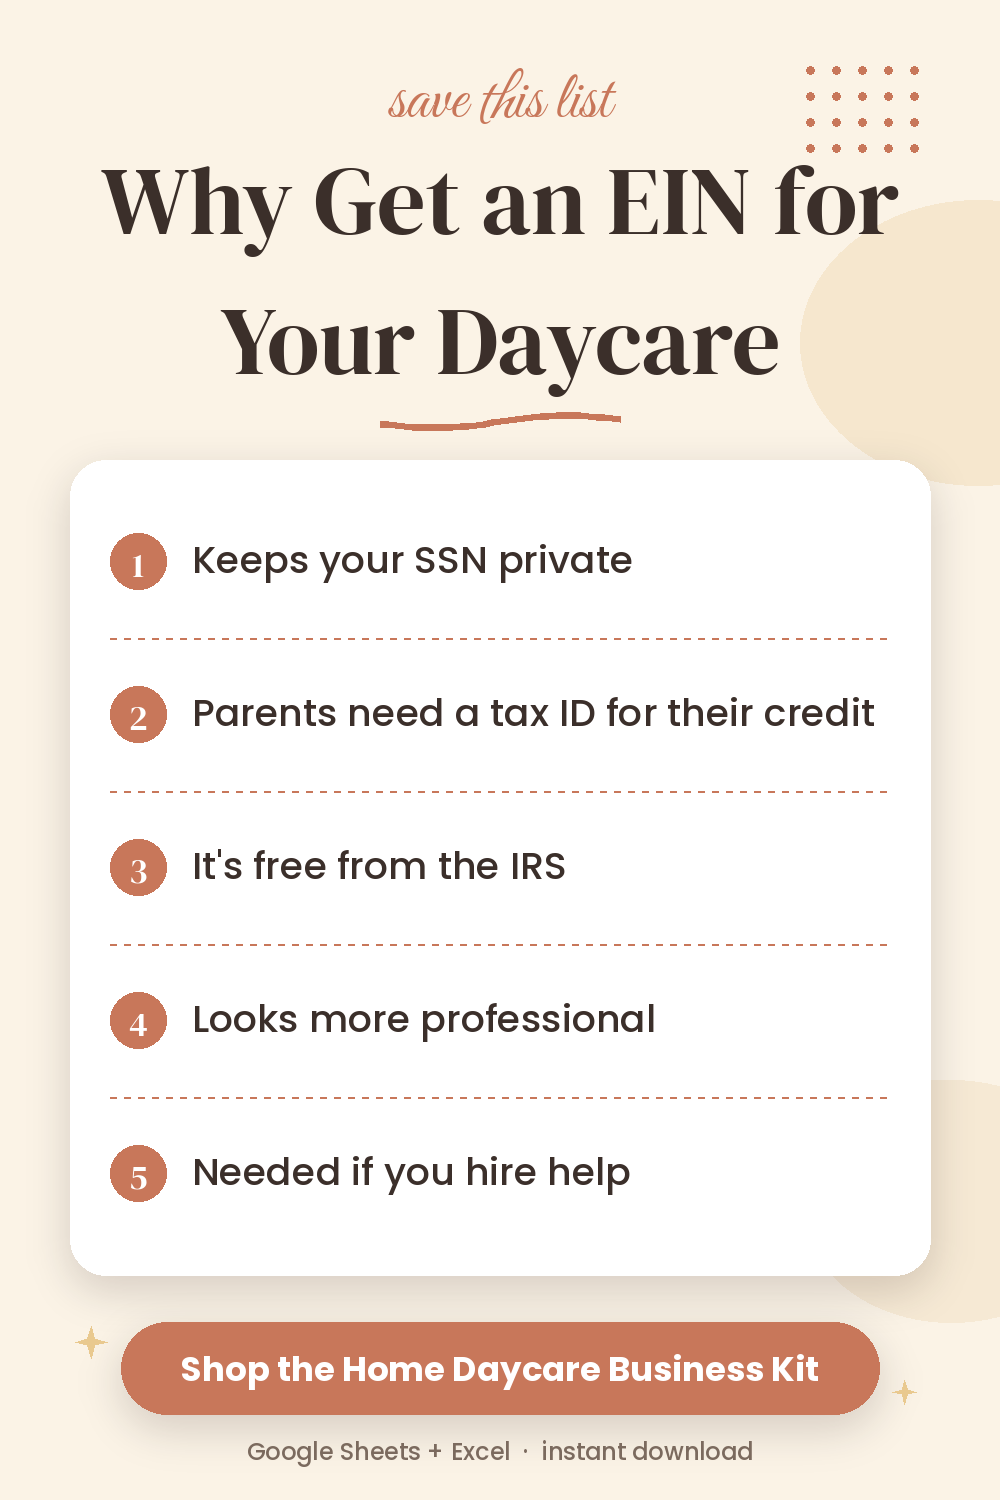 save this list
Why Get an EIN for
Your Daycare
1 Keeps your SSN private
2 Parents need a tax ID for their credit
3 It's free from the IRS
4 Looks more professional
5 Needed if you hire help
Shop the Home Daycare Business Kit
Google Sheets + Excel · instant download